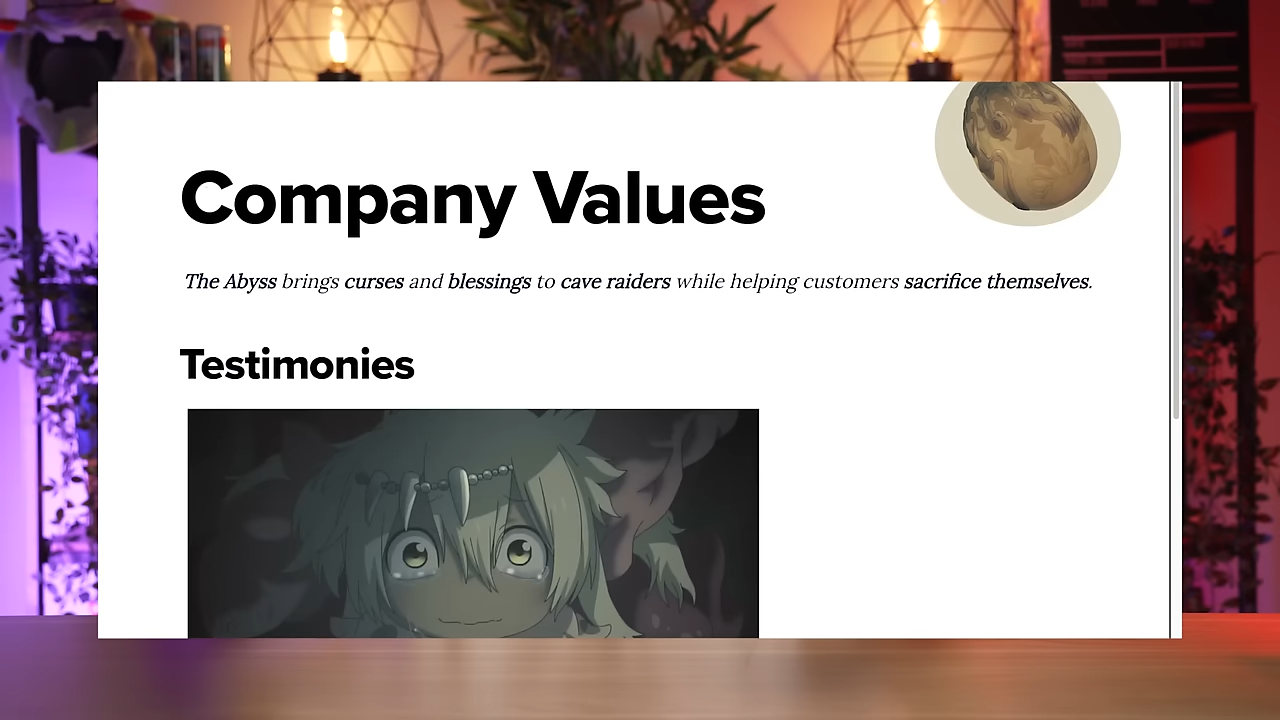 Company Values
The Abyss brings curses and blessings to cave raiders while helping customers sacrifice themselves.
Testimonies